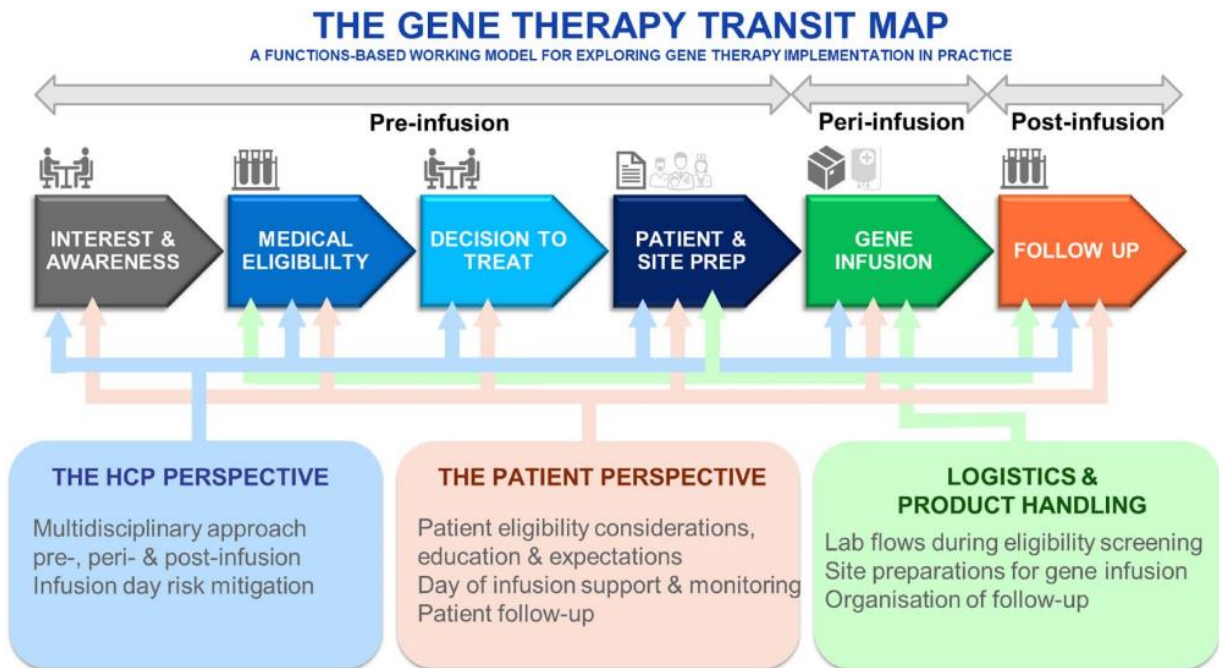 THE GENE THERAPY TRANSIT MAP
A FUNCTIONS-BASED WORKING MODEL FOR EXPLORING GENE THERAPY IMPLEMENTATION IN PRACTICE
Pre-infusion
Peri-infusion
Post-infusion
INTEREST &
AWARENESS
MEDICAL
ELIGIBLILTY
DECISION TO
TREAT
PATIENT &
SITE PREP
GENE
INFUSION
FOLLOW UP
THE HCP PERSPECTIVE
Multidisciplinary approach
pre-, peri- & post-infusion
Infusion day risk mitigation
THE PATIENT PERSPECTIVE
Patient eligibility considerations,
education & expectations
Day of infusion support & monitoring
Patient follow-up
LOGISTICS &
PRODUCT HANDLING
Lab flows during eligibility screening
Site preparations for gene infusion
Organisation of follow-up